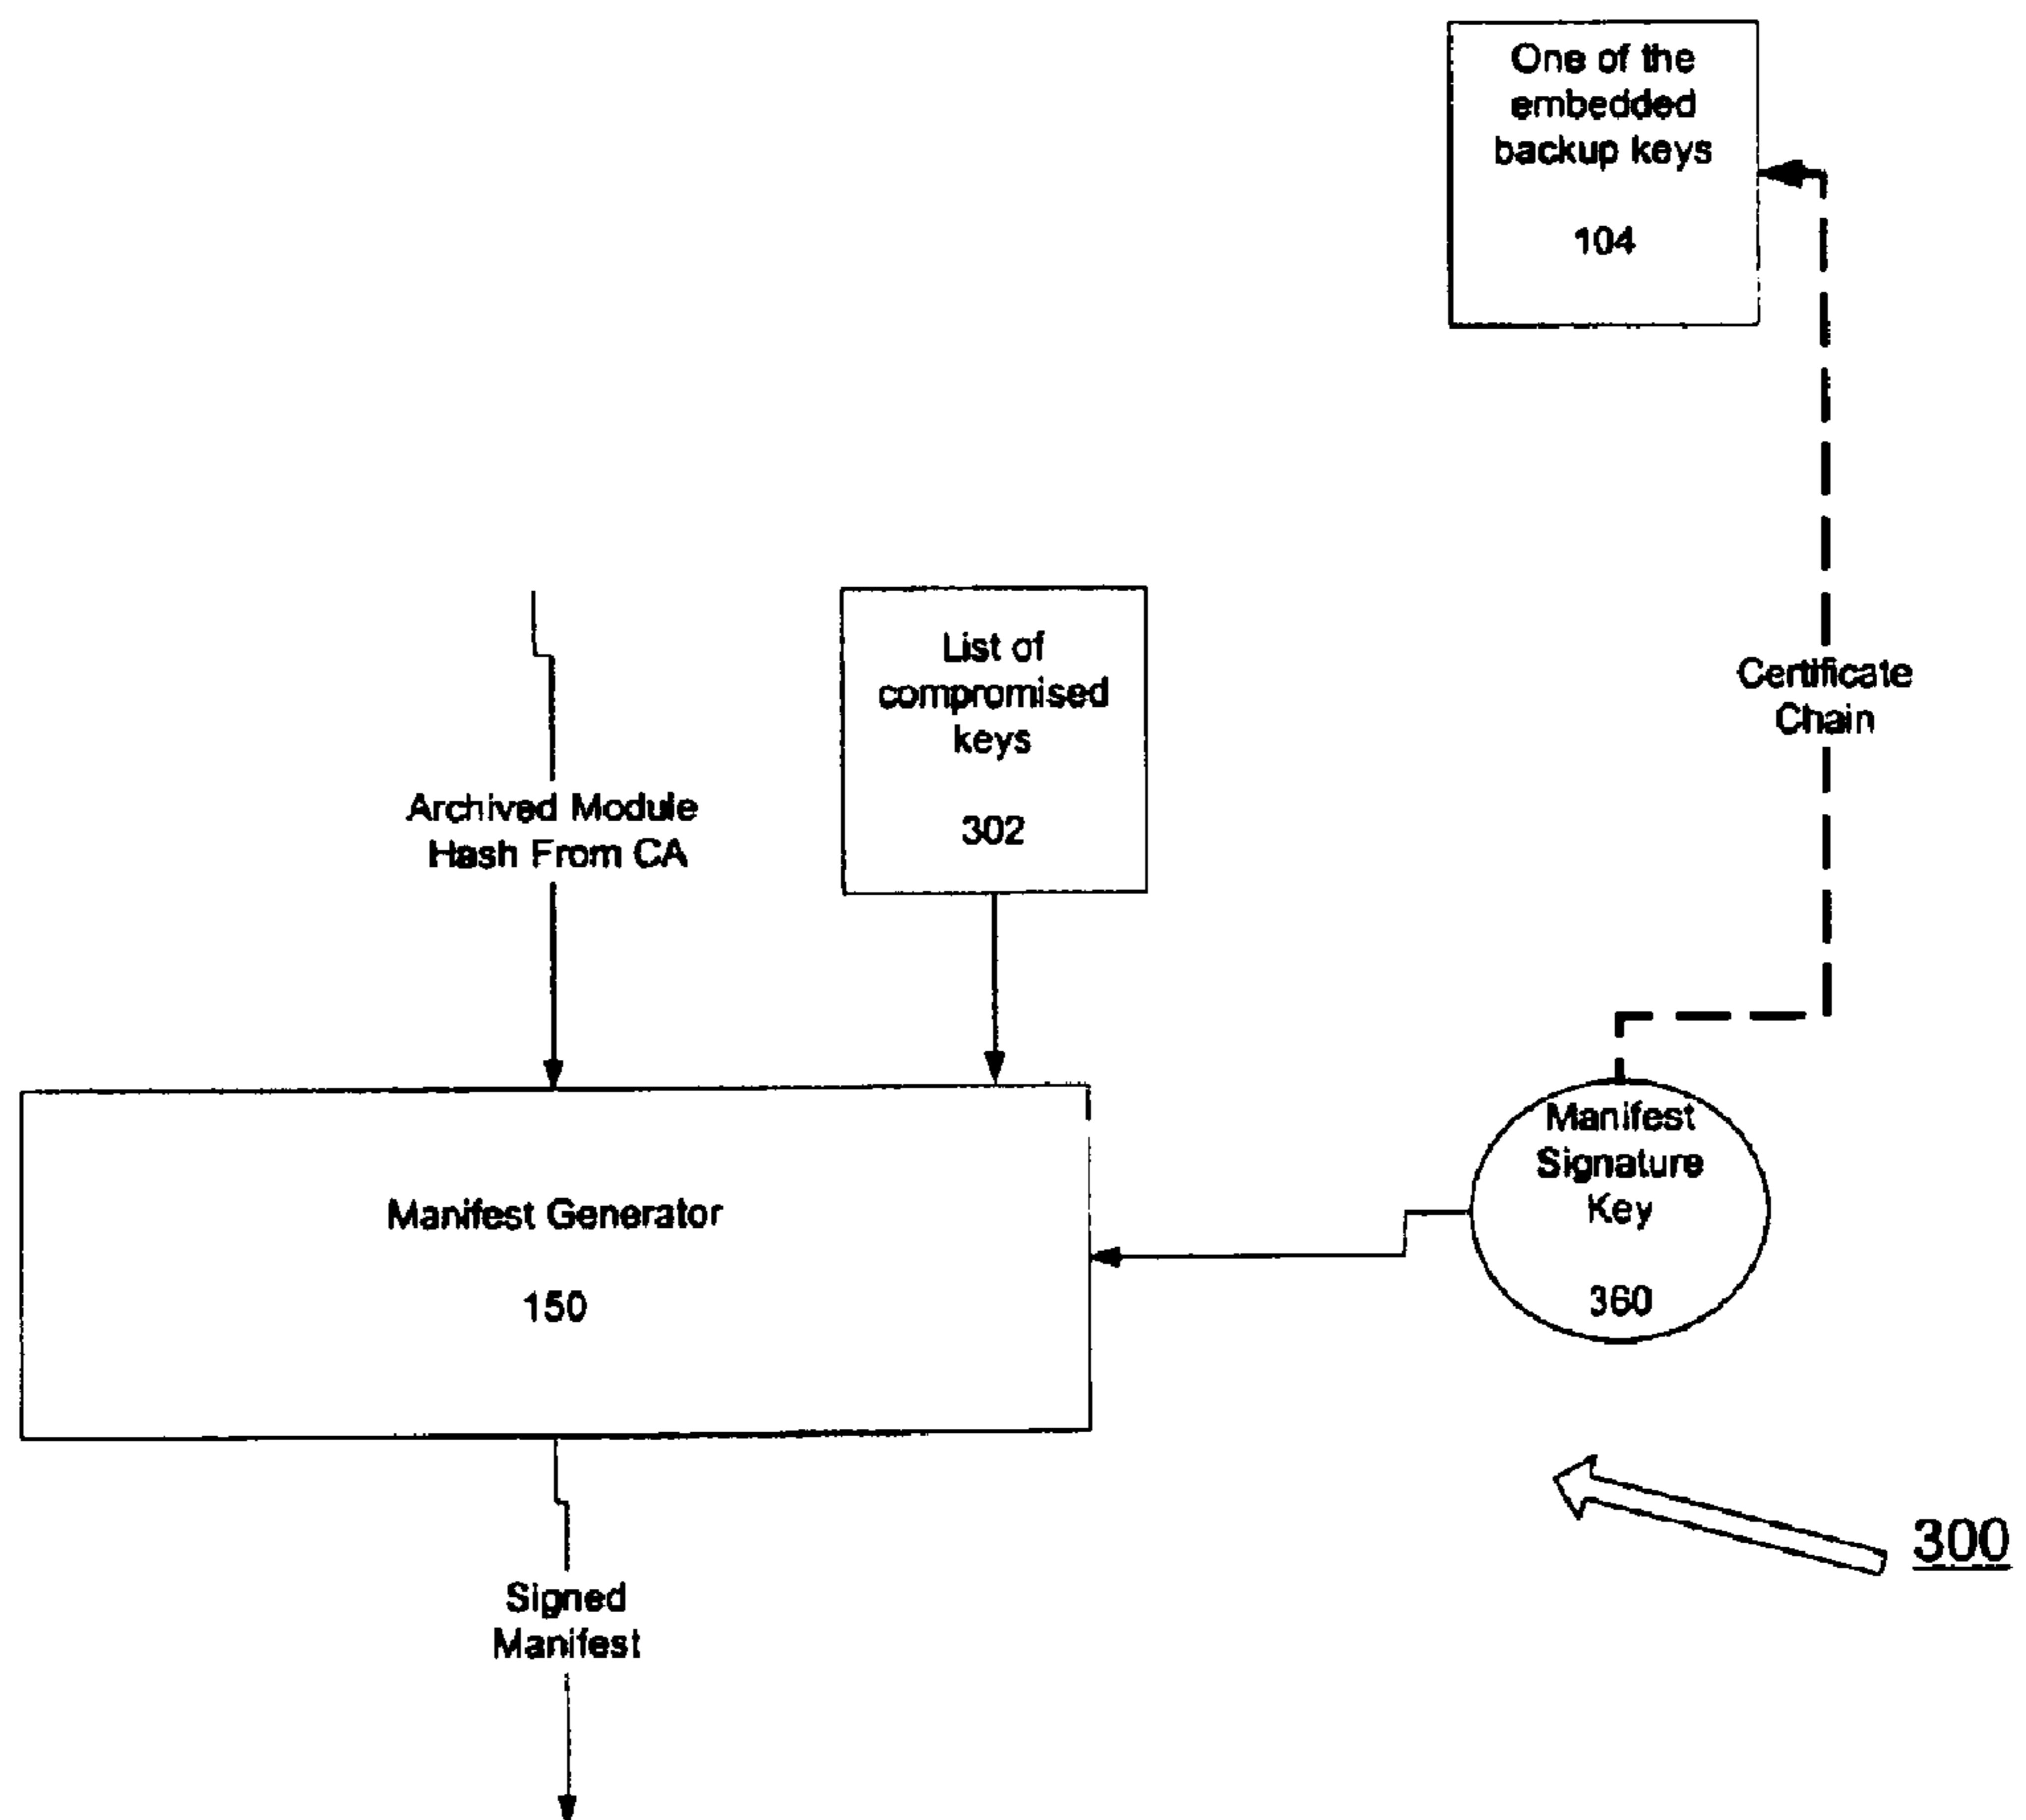 One of the
embedded
backup keys
104
List of
compromised
keys
302
Certificate
Chain
Archived Module
Hash From CA
Manifest
Signature
Key
360
Manifest Generator
150
300
Signed
Manifest